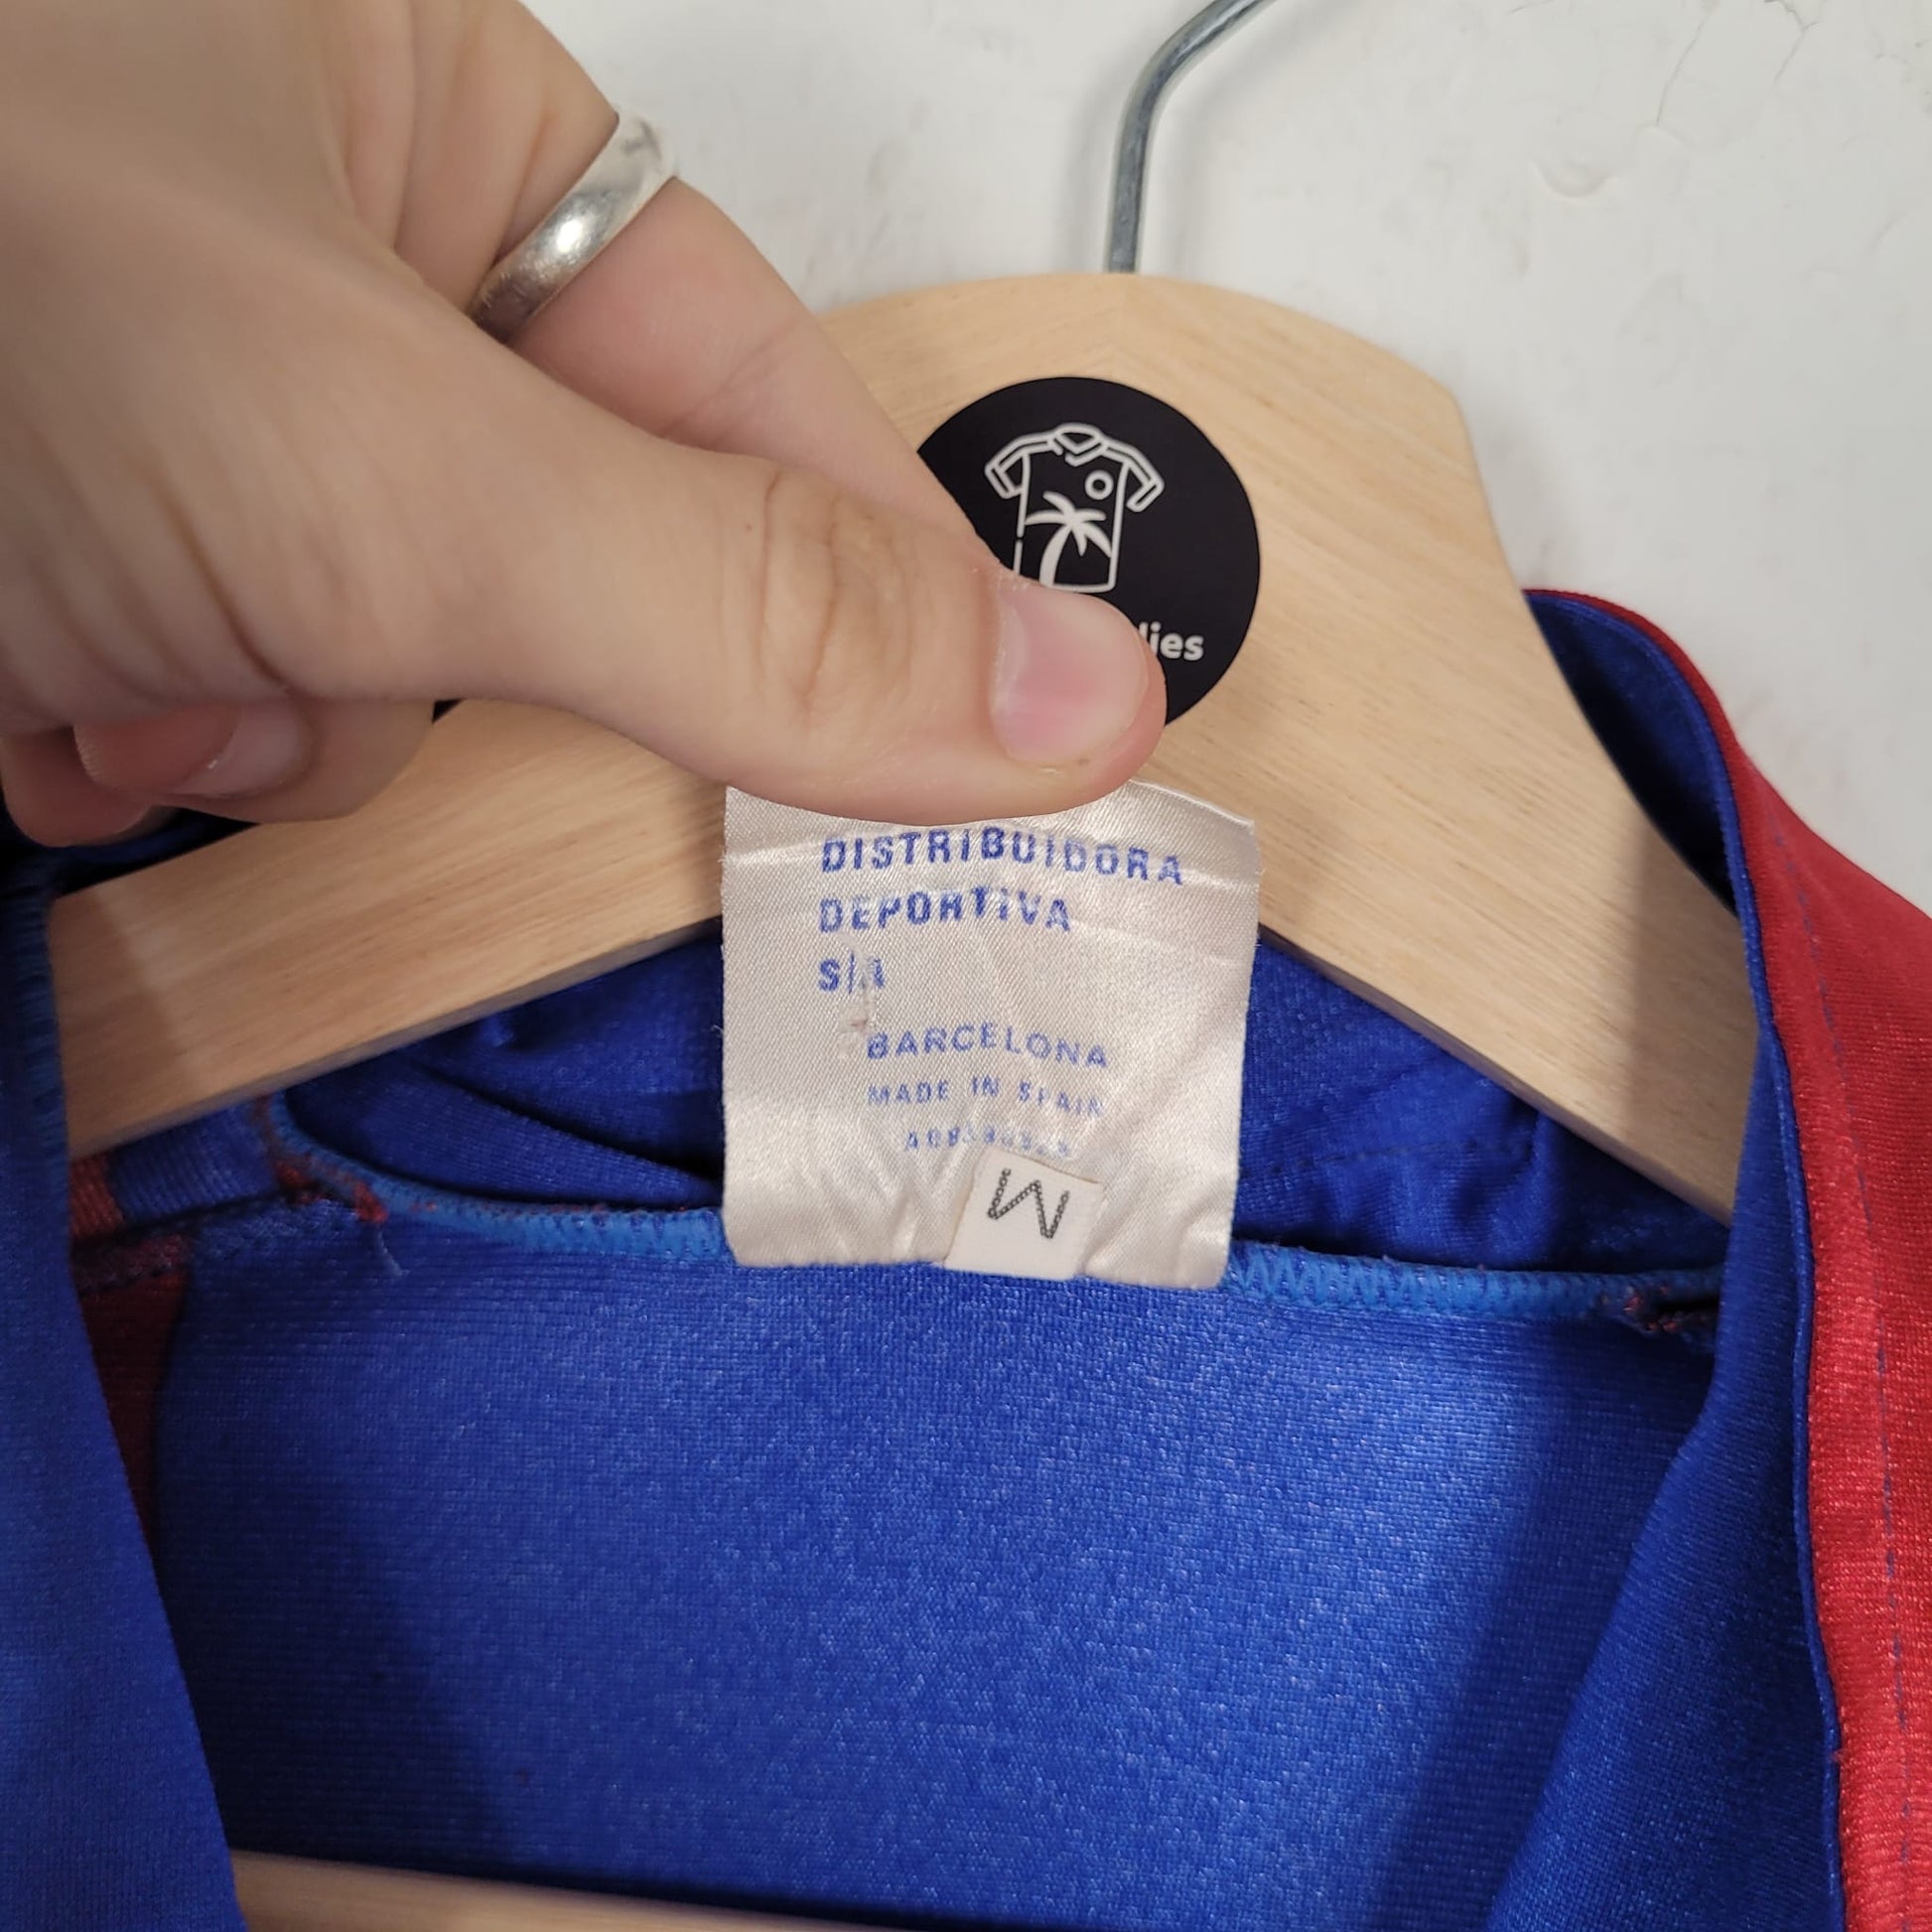 DISTRIBUIDORA
DEPORTIVA
S/A
BARCELONA
MADE IN SPAIN
M